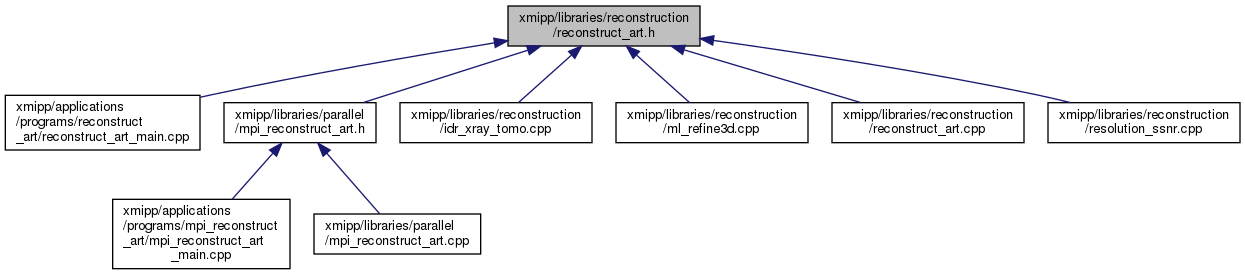 xmipp/libraries/reconstruction
/reconstruct_art.h
xmipp/applications
/programs/reconstruct
_art/reconstruct_art_main.cpp
xmipp/libraries/parallel
/mpi_reconstruct_art.h
xmipp/libraries/reconstruction
/idr_xray_tomo.cpp
xmipp/libraries/reconstruction
/ml_refine3d.cpp
xmipp/libraries/reconstruction
/reconstruct_art.cpp
xmipp/libraries/reconstruction
/resolution_ssnr.cpp
xmipp/applications
/programs/mpi_reconstruct
_art/mpi_reconstruct_art
_main.cpp
xmipp/libraries/parallel
/mpi_reconstruct_art.cpp